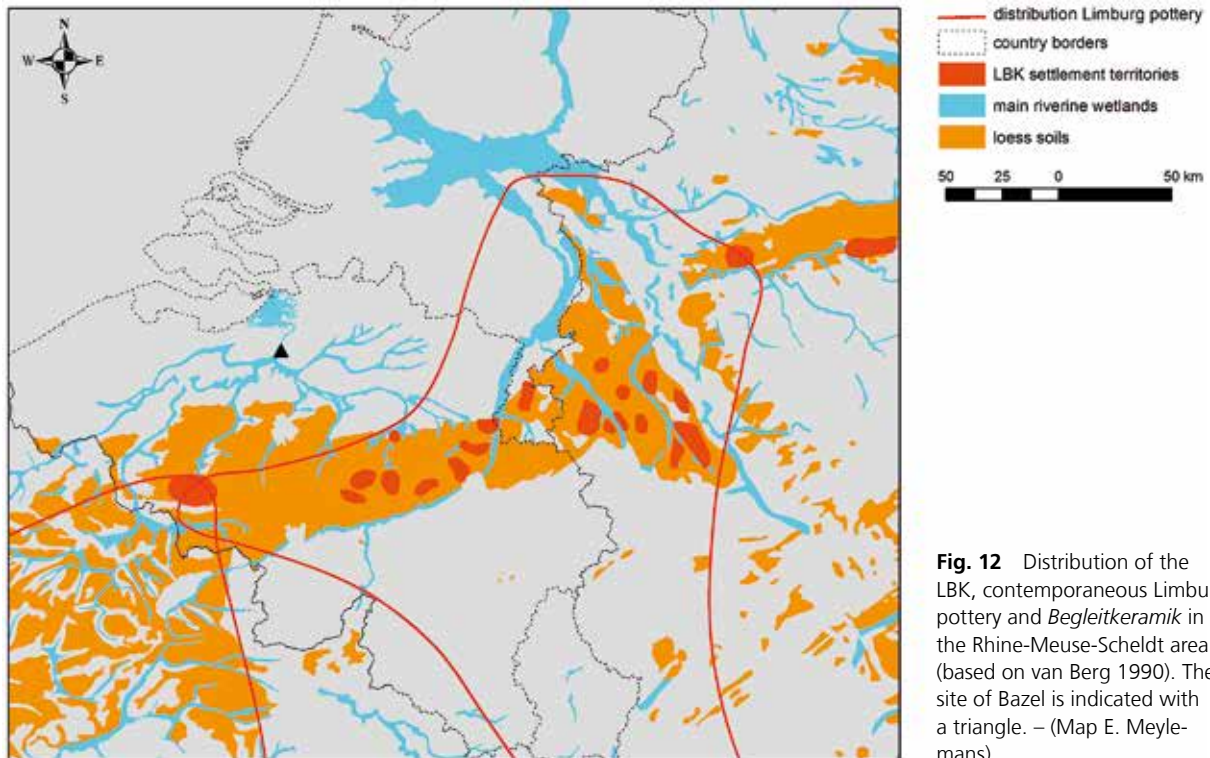 N
W E
S
distribution Limburg pottery
country borders
LBK settlement territories
main riverine wetlands
loess soils
50 25 0 50 km
Fig. 12 Distribution of the
LBK, contemporaneous Limbu
pottery and Begleitkeramik in
the Rhine-Meuse-Scheldt area
(based on van Berg 1990). The
site of Bazel is indicated with
a triangle. – (Map E. Meyle-
mans)